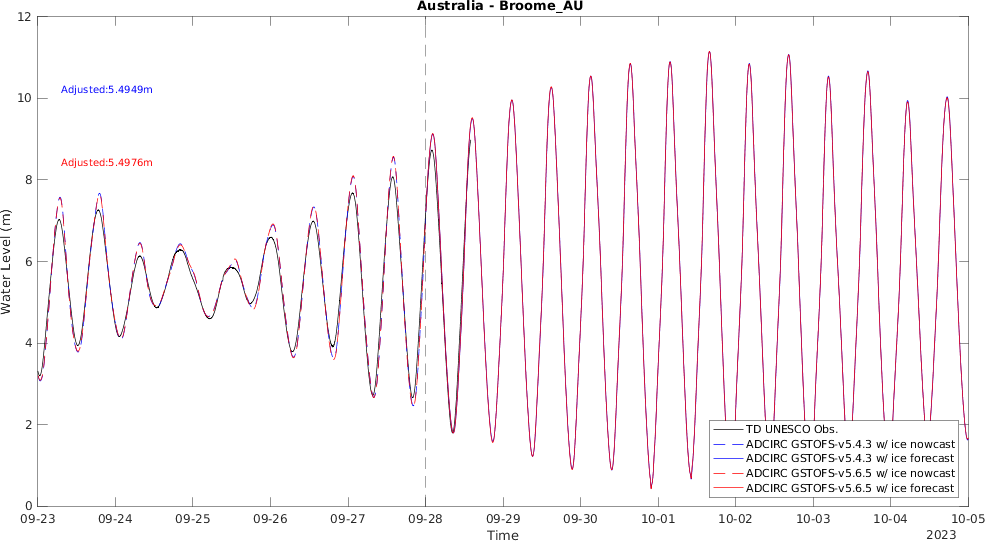 Australia - Broome_AU
12
10
8
6
4
2
0
Water Level (m)
Adjusted:5.4949m
Adjusted:5.4976m
TD UNESCO Obs.
ADCIRC GSTOFS-v5.4.3 w/ ice nowcast
ADCIRC GSTOFS-v5.4.3 w/ ice forecast
ADCIRC GSTOFS-v5.6.5 w/ ice nowcast
ADCIRC GSTOFS-v5.6.5 w/ ice forecast
09-23 09-24 09-25 09-26 09-27 09-28 09-29 09-30 10-01 10-02 10-03 10-04 10-05
Time
2023